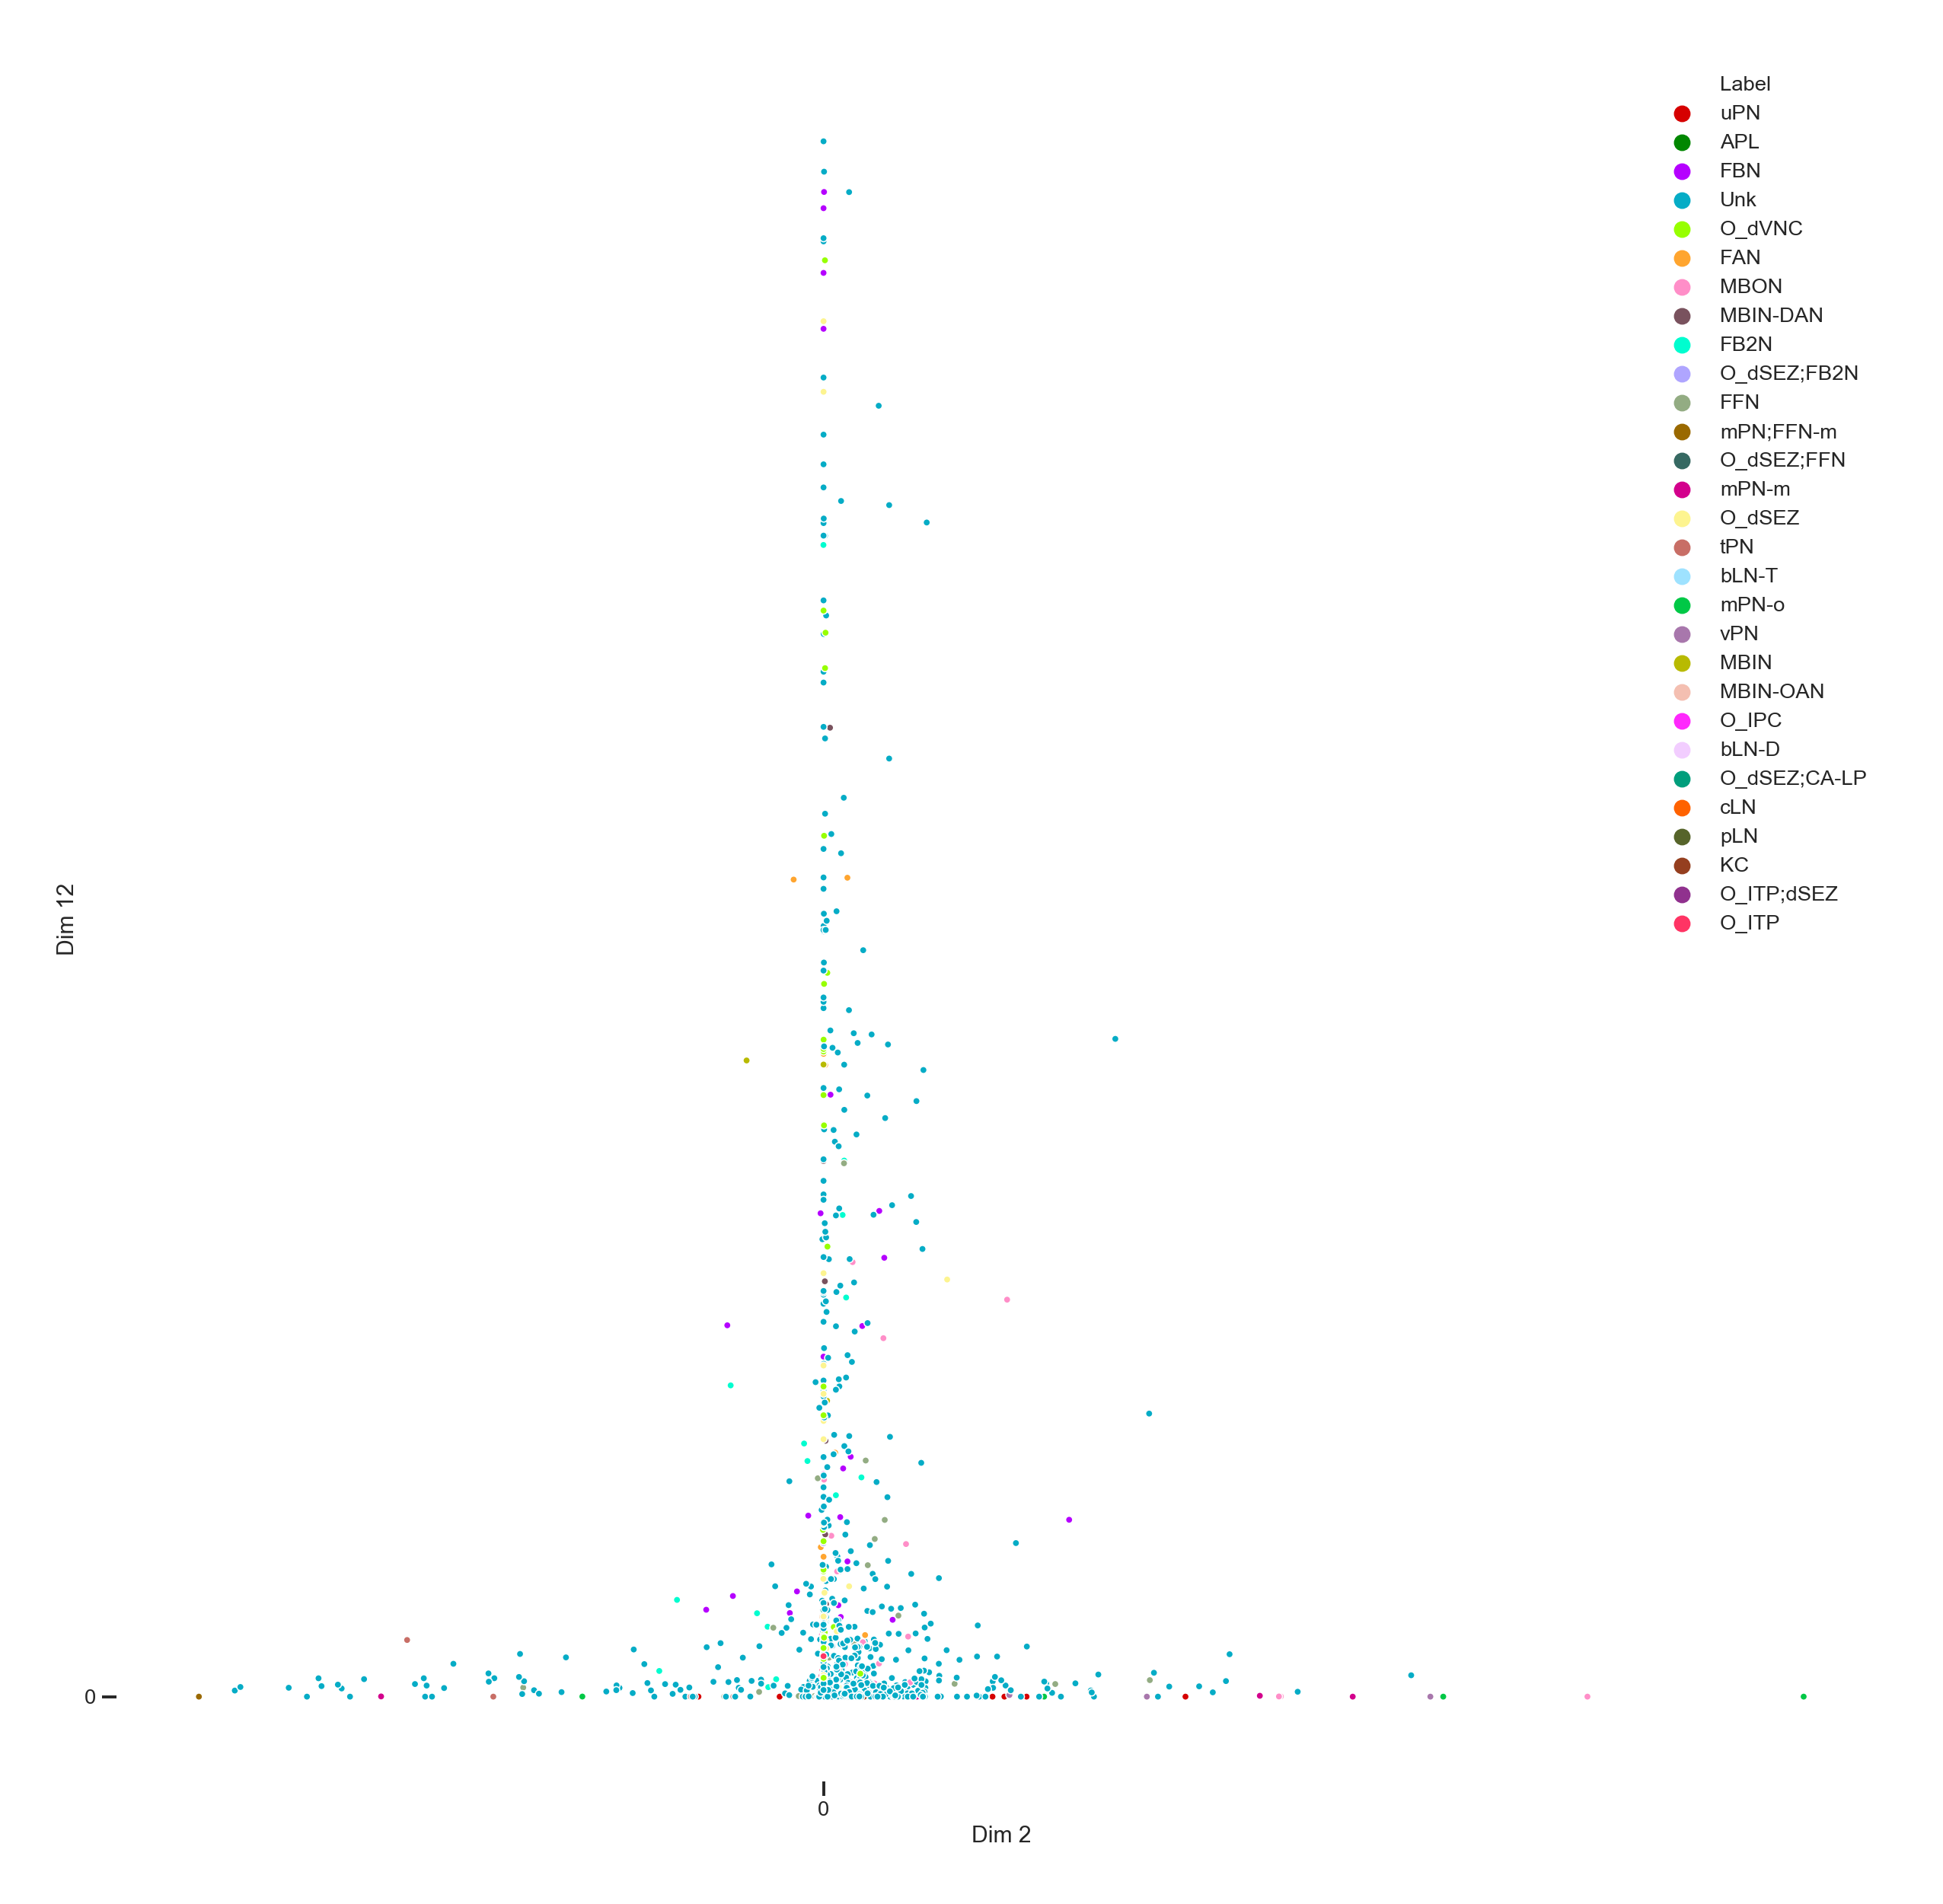 Label
uPN
APL
FBN
Unk
O_dVNC
FAN
MBON
MBIN-DAN
FB2N
O_dSEZ;FB2N
FFN
mPN;FFN-m
O_dSEZ;FFN
mPN-m
O_dSEZ
tPN
bLN-T
mPN-o
vPN
MBIN
MBIN-OAN
O_IPC
bLN-D
O_dSEZ;CA-LP
cLN
pLN
KC
O_ITP;dSEZ
O_ITP
Dim 12
0
0
Dim 2